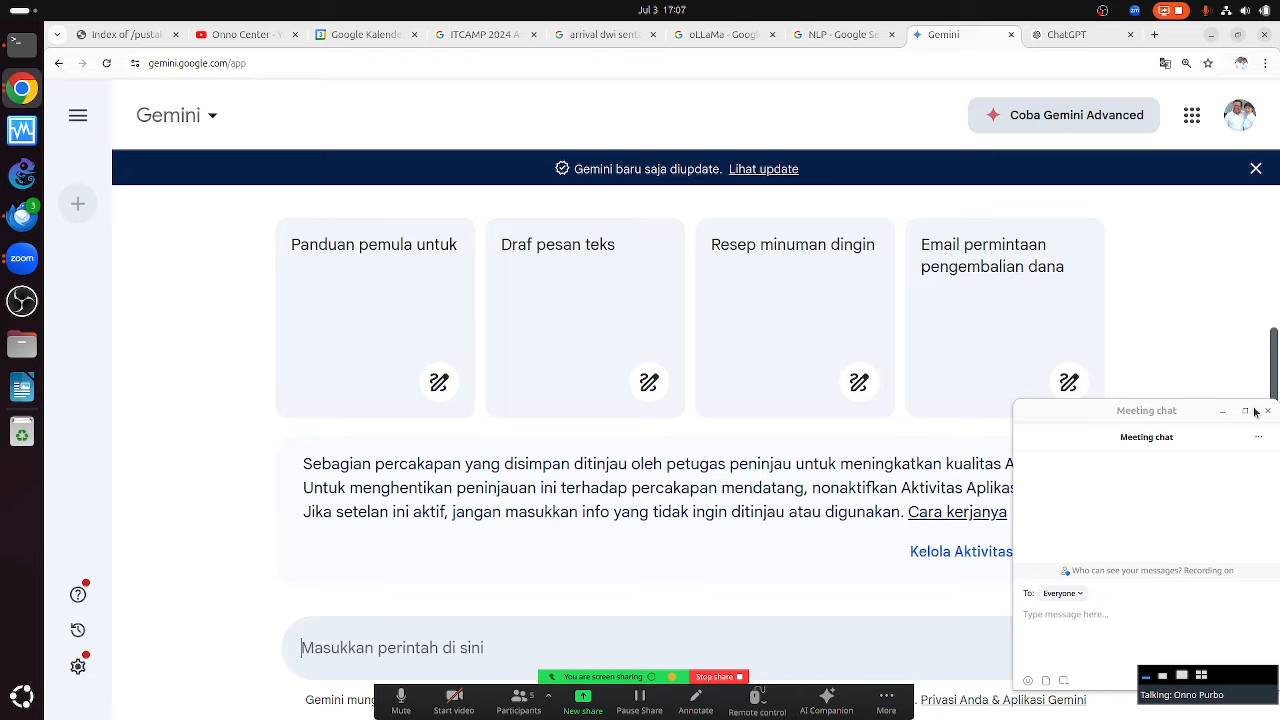 Jul 3 17:07
Index of /pustak
Onno Center - Y
Google Kalende
ITCAMP 2024 A
arrival dwi sent
oLLaMa - Googl
NLP - Google Se
Gemini
ChatGPT
gemini.google.com/app
Gemini
Coba Gemini Advanced
Gemini baru saja diupdate. Lihat update
Panduan pemula untuk
Draf pesan teks
Resep minuman dingin
Email permintaan
pengembalian dana
3
zoom
Meeting chat
Meeting chat
Sebagian percakapan yang disimpan ditinjau oleh petugas peninjau untuk meningkatkan kualitas A
Untuk menghentikan peninjauan ini terhadap percakapan mendatang, nonaktifkan Aktivitas Aplikas
Jika setelan ini aktif, jangan masukkan info yang tidak ingin ditinjau atau digunakan. Cara kerjanya
Kelola Aktivitas
Who can see your messages? Recording on
To: Everyone
Type message here...
Masukkan perintah di sini
You are screen sharing
Stop share
Talking: Onno Purbo
Gemini mung
Privasi Anda & Aplikasi Gemini
5
1
Mute
Start video
Participants
New share
Pause Share
Annotate
Remote control
AI Companion
More